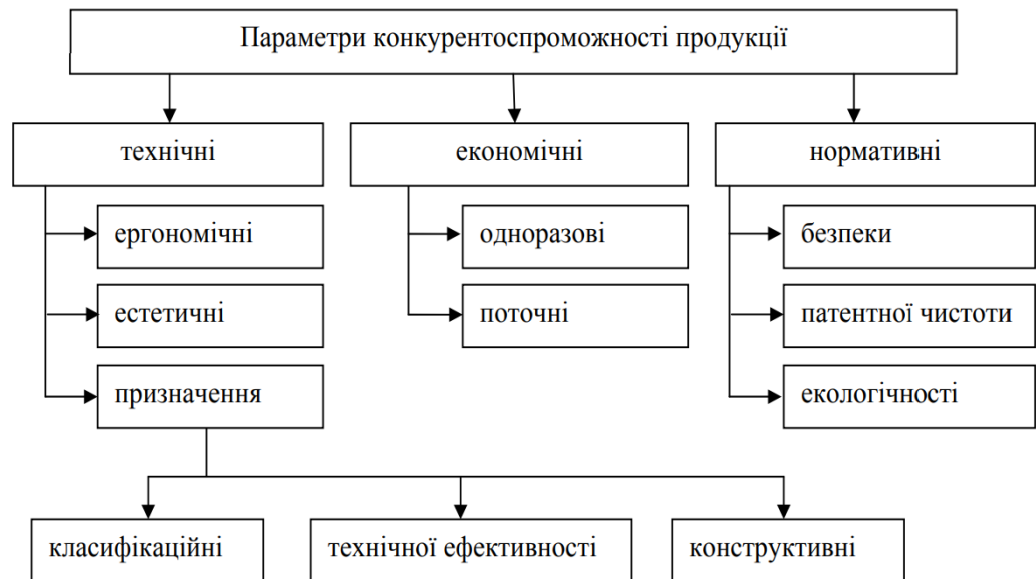 Параметри конкурентоспроможності продукції
технічні
економічні
нормативні
ергономічні
одноразові
безпеки
естетичні
поточні
патентної чистоти
призначення
екологічності
класифікаційні
технічної ефективності
конструктивні